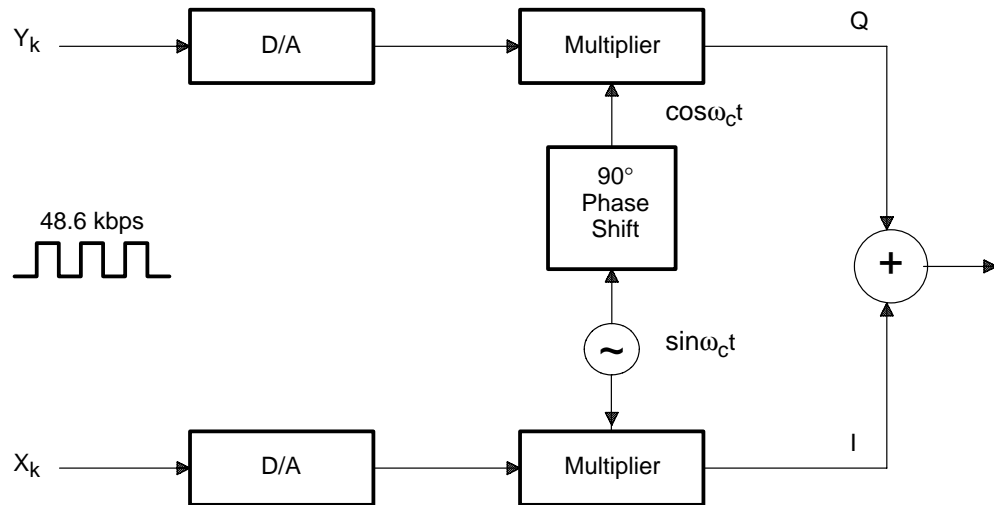 Yk
D/A
Multiplier
Q
cosωct
90°
Phase
Shift
48.6 kbps
+
~
sinωct
Xk
D/A
Multiplier
I